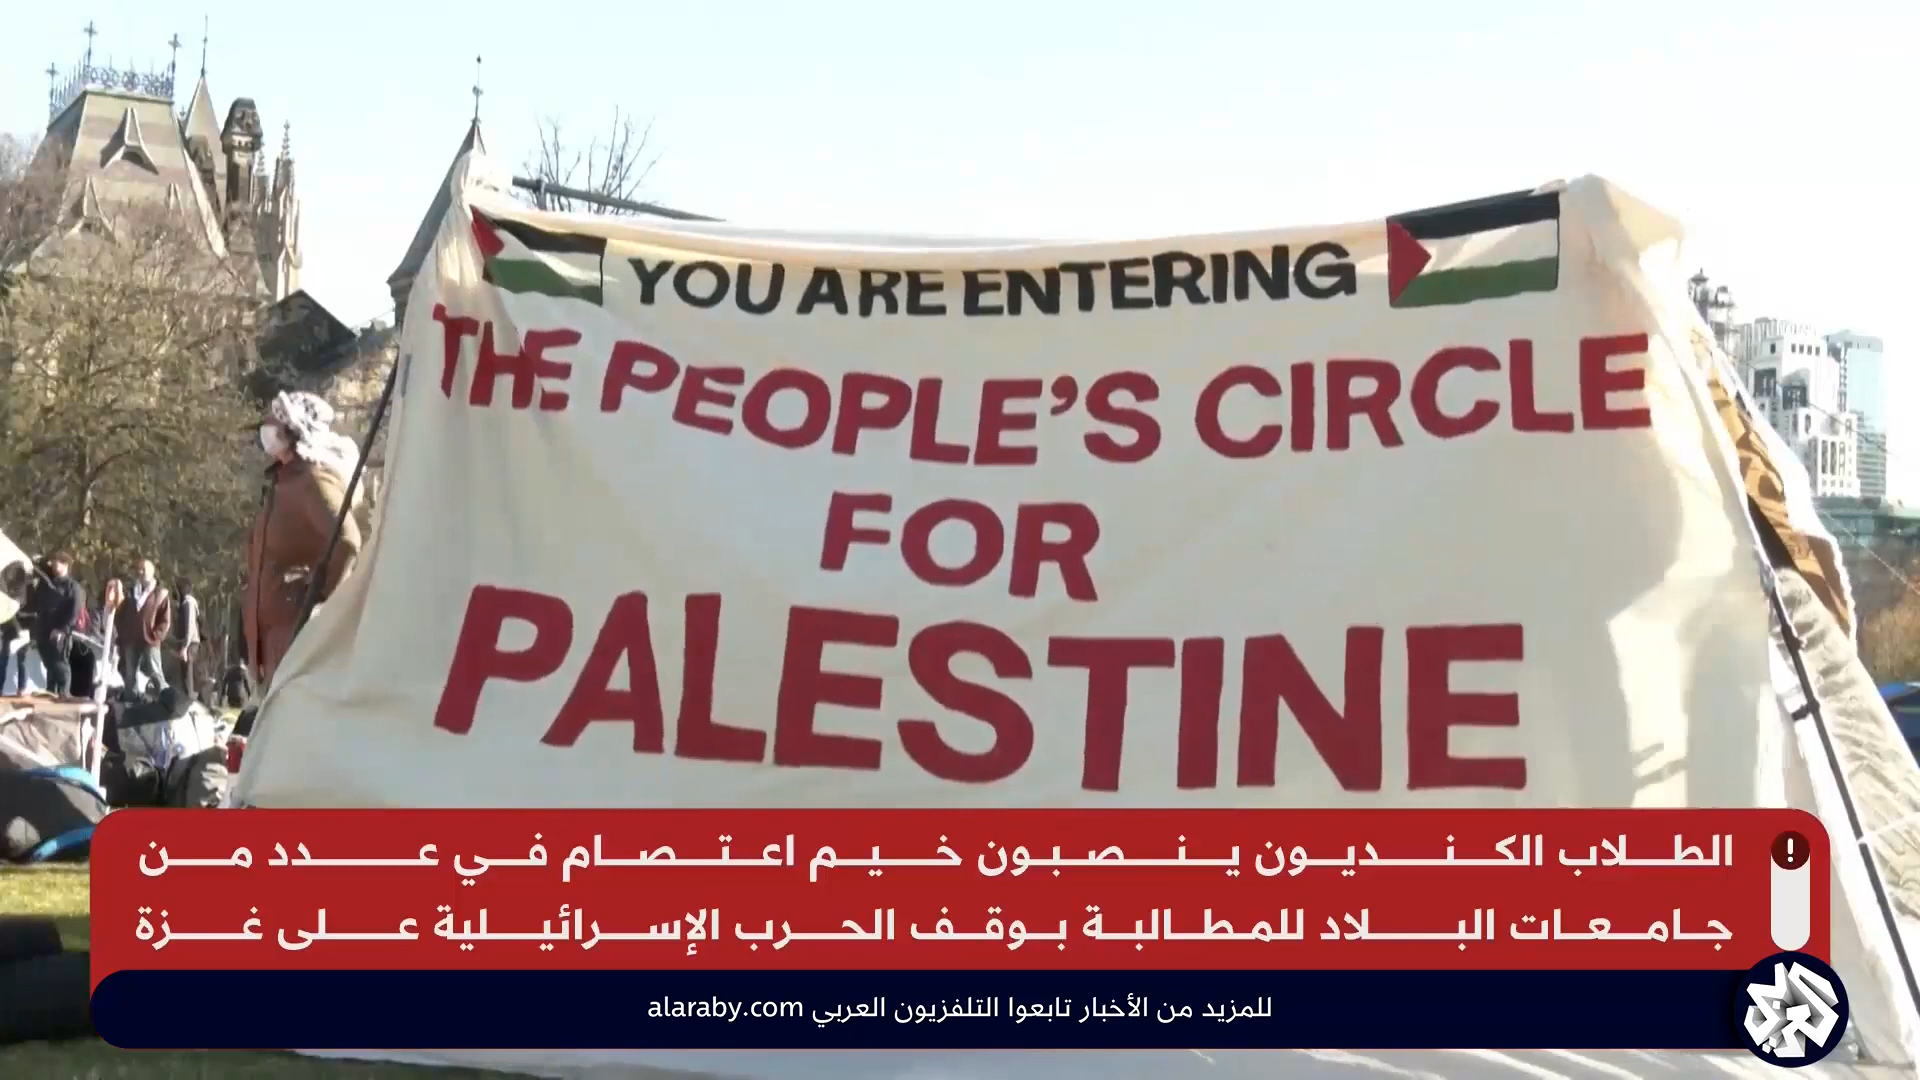 YOU ARE ENTERING
THE PEOPLE'S CIRCLE
FOR
PALESTINE
الطلاب الكنديون ينصبون خيم اعتصام في عدد من
جامعات البلاد للمطالبة بوقف الحرب الإسرائيلية على غزة
للمزيد من الأخبار تابعوا التلفزيون العربي alaraby.com
العربي